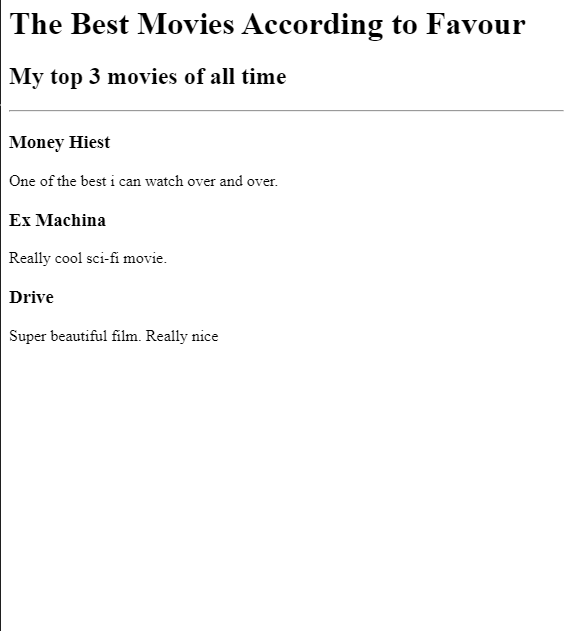 The Best Movies According to Favour
My top 3 movies of all time
Money Hiest
One of the best i can watch over and over.
Ex Machina
Really cool sci-fi movie.
Drive
Super beautiful film. Really nice